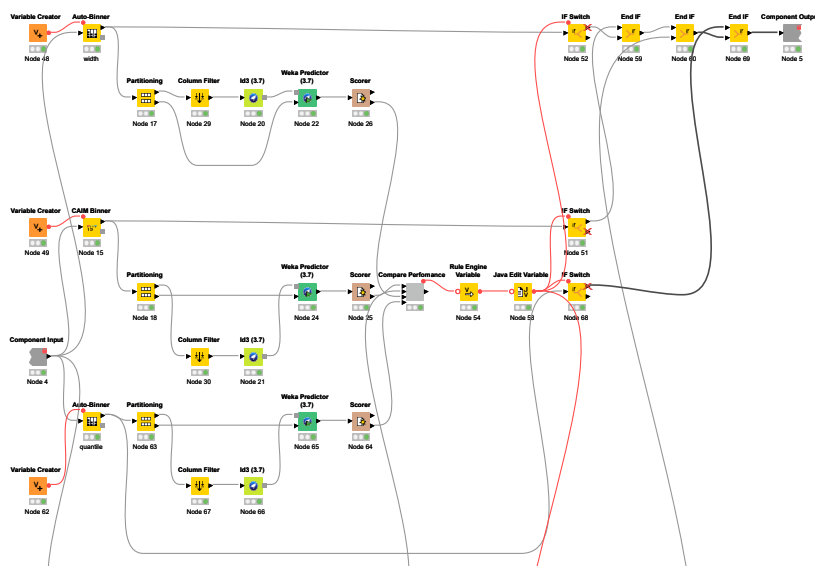 Variable Creator
Auto-Binner
IF Switch
End IF
End IF
End IF
Component Outp
Node 48
width
Node 52
Node 59
Node 60
Node 69
Node 5
Partitioning
Column Filter
Id3 (3.7)
Weka Predictor
(3.7)
Scorer
Node 17
Node 29
Node 20
Node 22
Node 26
Variable Creator
CAIM Binner
IF Switch
Node 49
Node 15
Node 51
Partitioning
Weka Predictor
(3.7)
Scorer
Compare Perfomance
Rule Engine
Variable
Java Edit Variable
IF Switch
Node 18
Node 24
Node 25
Node 54
Node 68
Component Input
Column Filter
Id3 (3.7)
Node 4
Node 30
Node 21
Auto-Binner
Partitioning
Weka Predictor
(3.7)
Scorer
quantile
Node 63
Node 65
Node 64
Variable Creator
Column Filter
Id3 (3.7)
Node 62
Node 67
Node 66